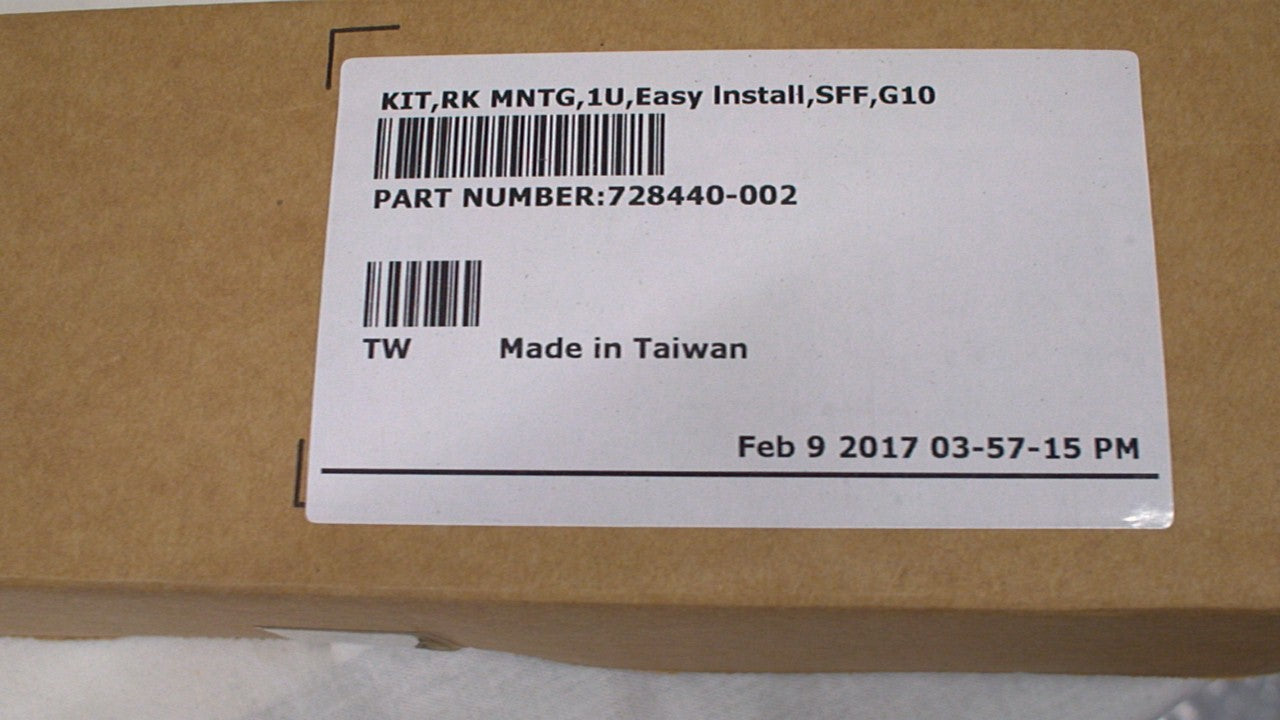 KIT,RK MNTG,1U,Easy Install,SFF,G10
PART NUMBER:728440-002
TW Made in Taiwan
Feb 9 2017 03-57-15 PM